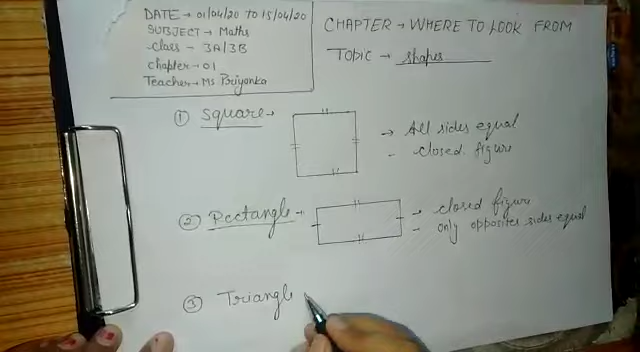 DATE → 01/04/20 TO 15/04/20
SUBJECT → Maths
class - 3A/3B
chapter → 01
Teacher → Ms Priyanka
CHAPTER → WHERE TO LOOK FROM
TOPIC → shapes
① Square →
→ All sides equal
- closed figure
② Rectangle →
→ closed figure
- only opposites sides equal
③ Triangle